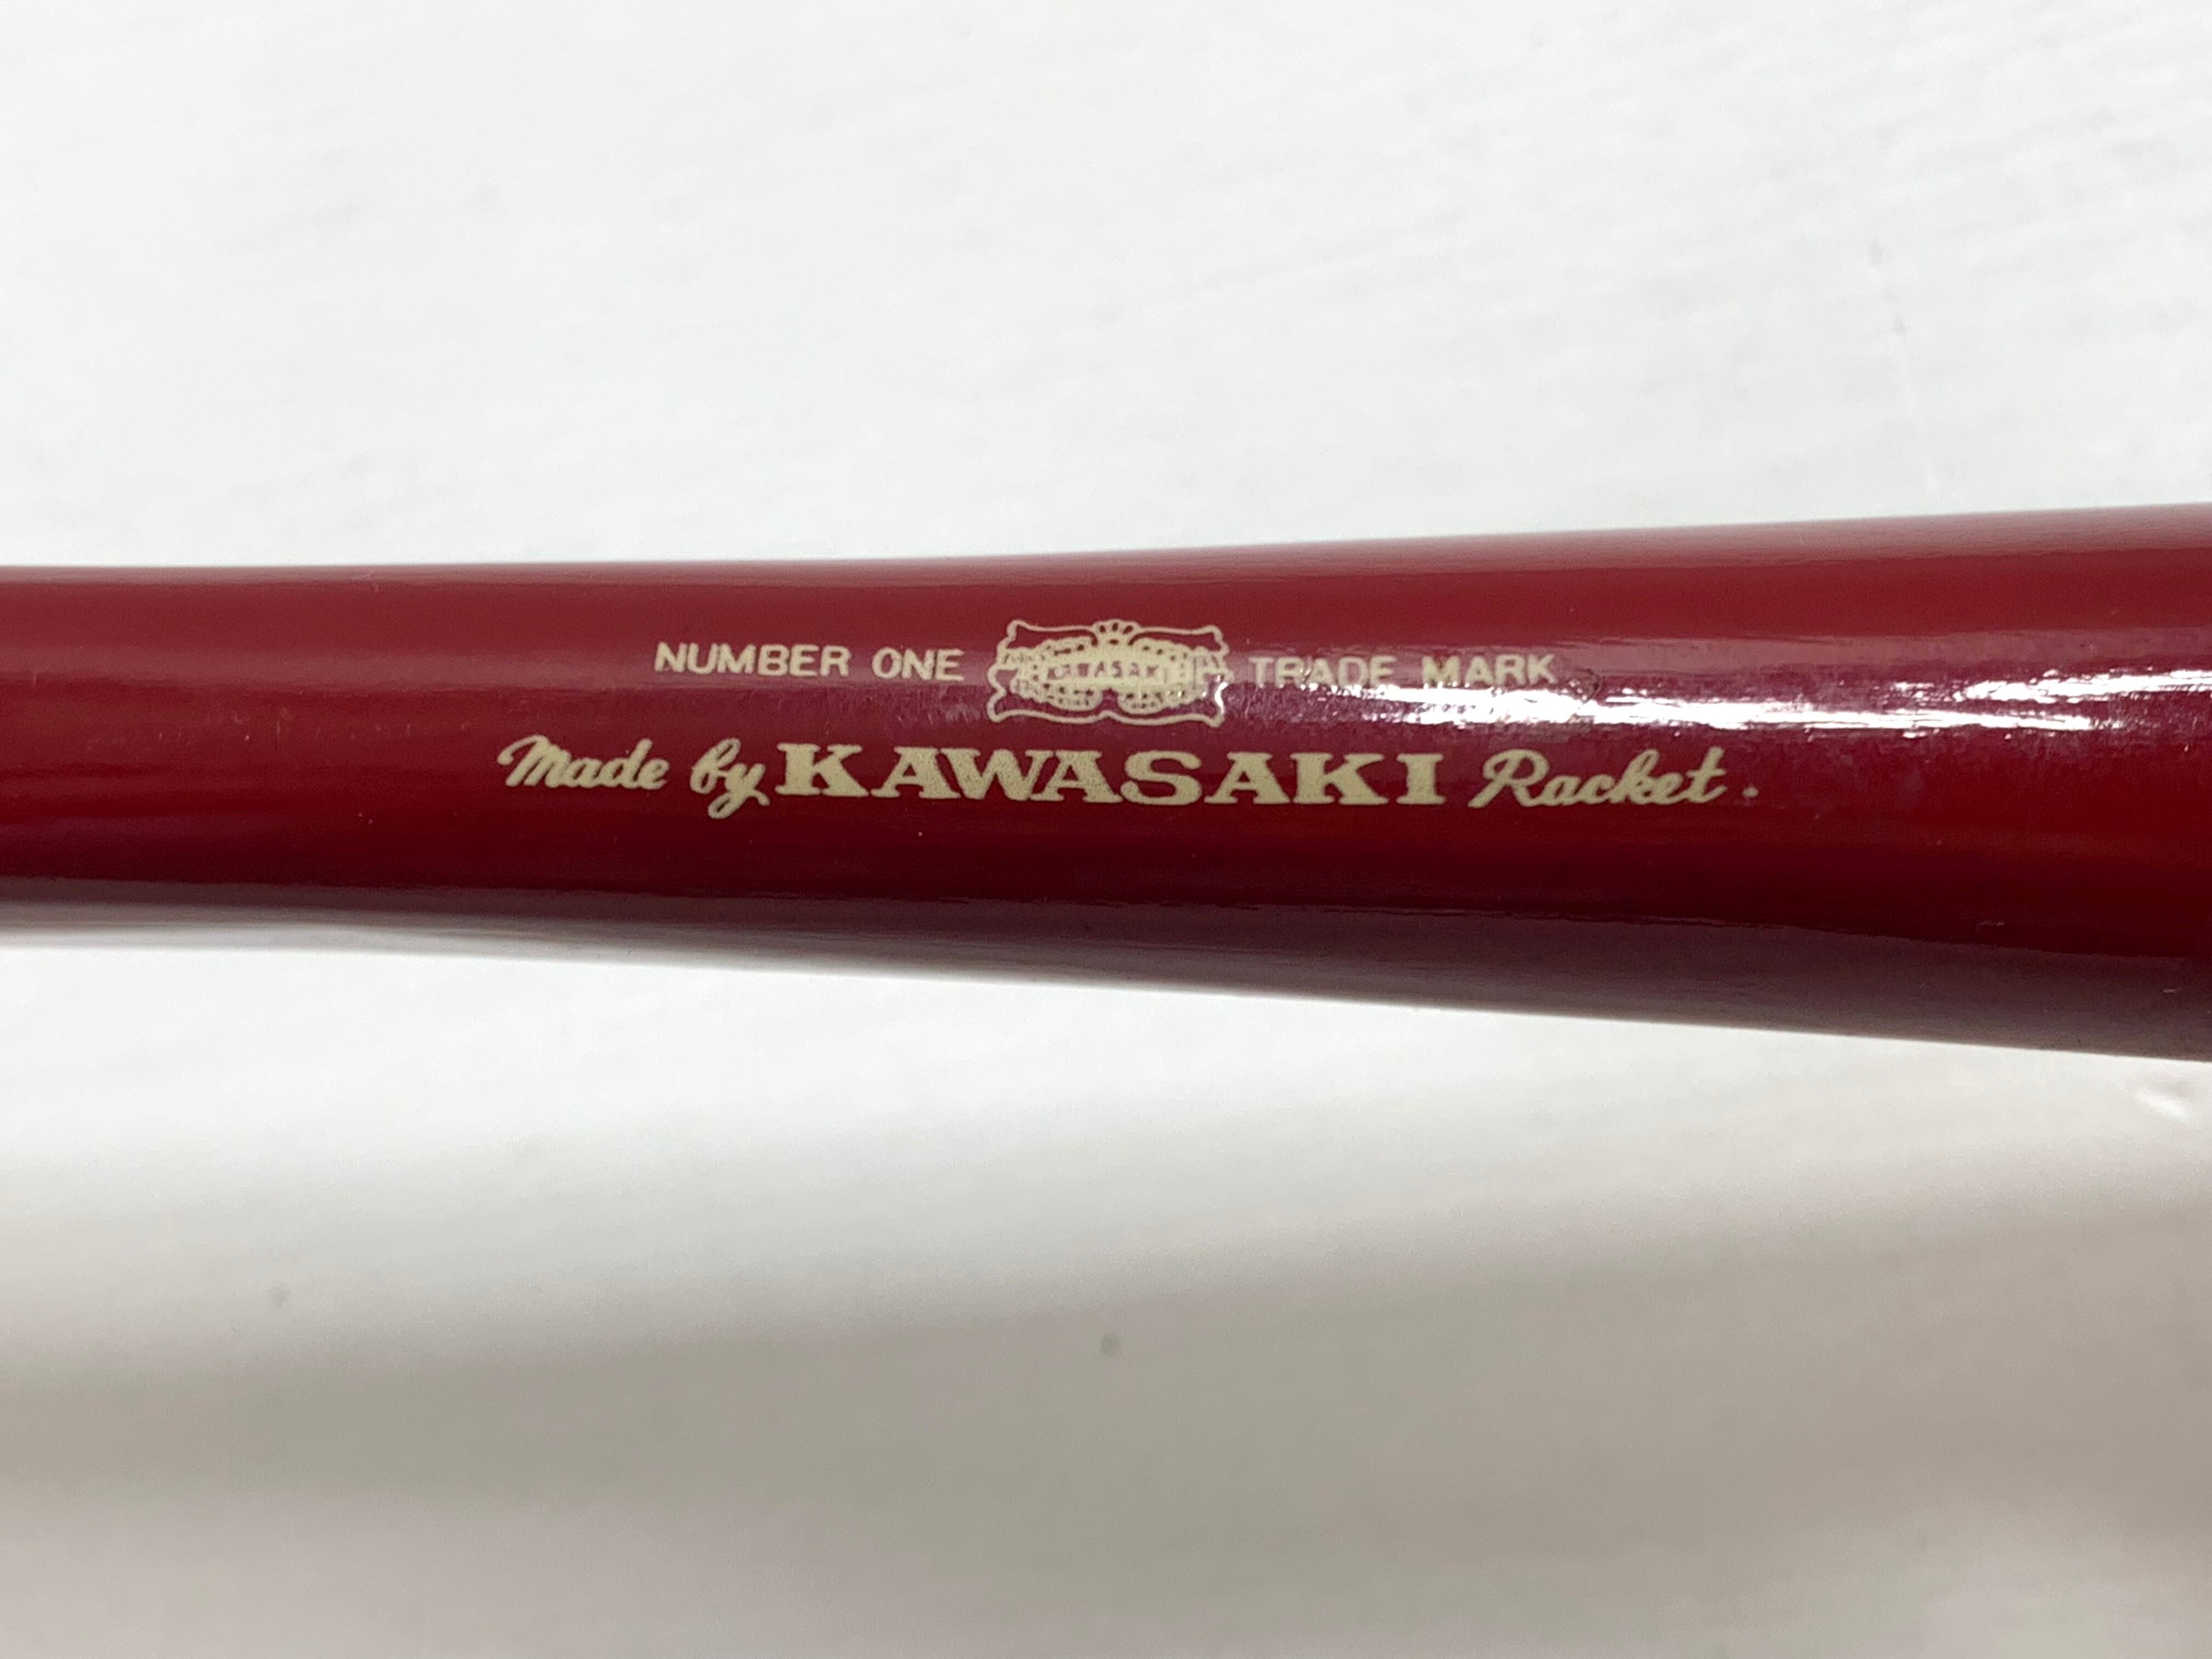 NUMBER ONE TRADE MARK
Made by KAWASAKI Racket.